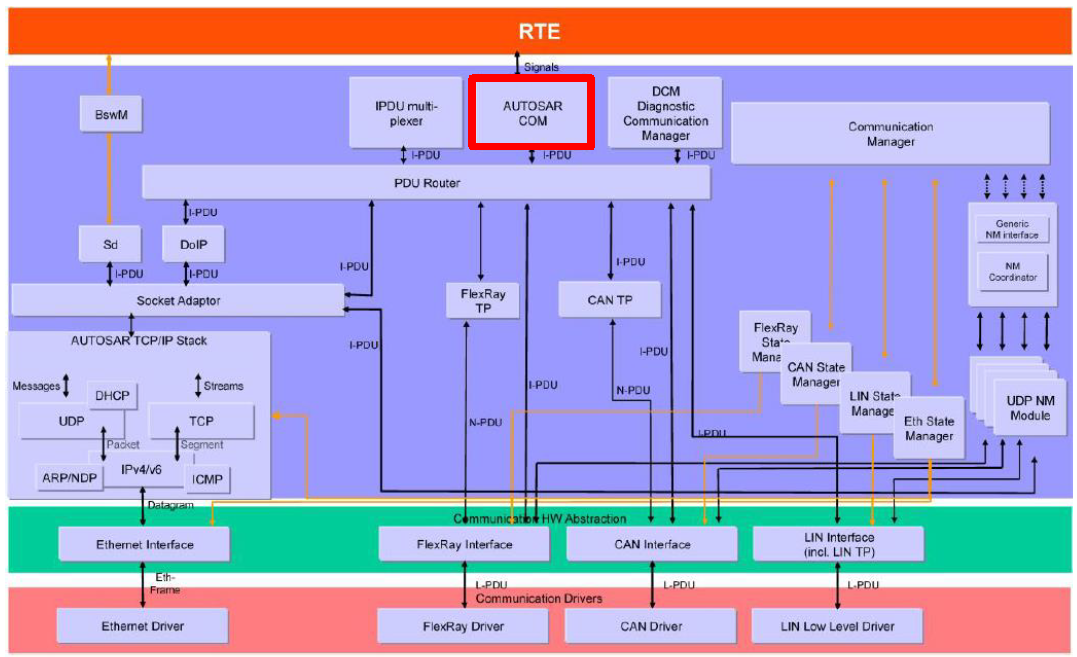 RTE
Signals
BswM
IPDU multi-
plexer
AUTOSAR
COM
DCM
Diagnostic
Communication
Manager
Communication
Manager
I-PDU
I-PDU
I-PDU
PDU Router
I-PDU
Sd
DoIP
Generic
NM interface
NM
Coordinator
I-PDU
I-PDU
I-PDU
I-PDU
Socket Adaptor
FlexRay
TP
CAN TP
AUTOSAR TCP/IP Stack
I-PDU
I-PDU
FlexRay
State
Manag
CAN State
Manager
LIN State
Manage
Eth State
Manager
UDP NM
Module
Messages
Streams
DHCP
UDP
TCP
I-PDU
N-PDU
N-PDU
I-PDU
Packet
Segment
IPv4/v6
ARP/NDP
ICMP
Datagram
Communication HW Abstraction
Ethernet Interface
FlexRay Interface
CAN Interface
LIN Interface
(incl. LIN TP)
Eth-
Frame
L-PDU
L-PDU
L-PDU
Communication Drivers
Ethernet Driver
FlexRay Driver
CAN Driver
LIN Low Level Driver